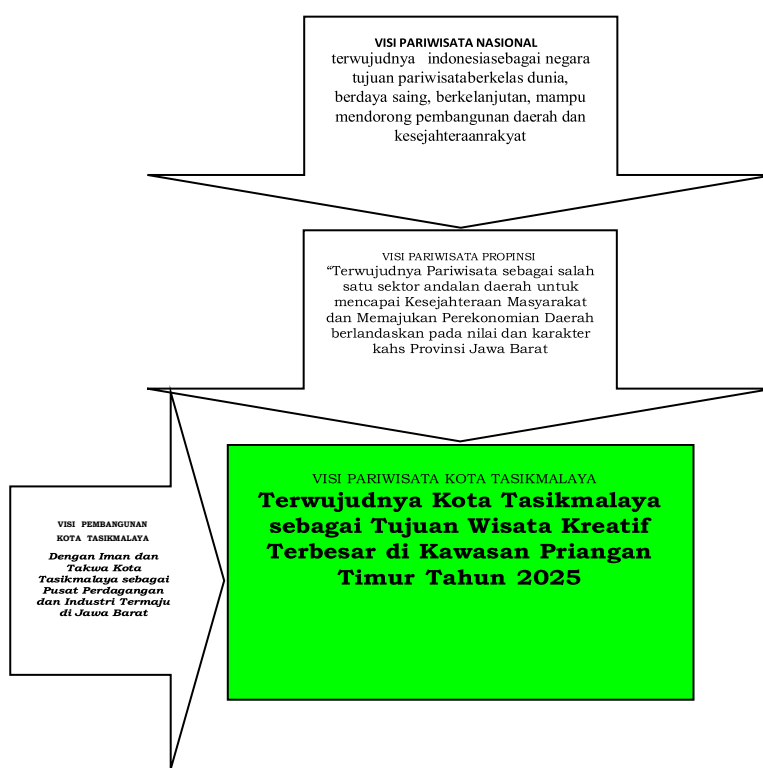 VISI PARIWISATA NASIONAL
terwujudnya indonesiasebagai negara
tujuan pariwisataberkelas dunia,
berdaya saing, berkelanjutan, mampu
mendorong pembangunan daerah dan
kesejahteraanrakyat
VISI PARIWISATA PROPINSI
“Terwujudnya Pariwisata sebagai salah
satu sektor andalan daerah untuk
mencapai Kesejahteraan Masyarakat
dan Memajukan Perekonomian Daerah
berlandaskan pada nilai dan karakter
kahs Provinsi Jawa Barat
VISI PEMBANGUNAN
KOTA TASIKMALAYA
Dengan Iman dan
Takwa Kota
Tasikmalaya sebagai
Pusat Perdagangan
dan Industri Termaju
di Jawa Barat
VISI PARIWISATA KOTA TASIKMALAYA
Terwujudnya Kota Tasikmalaya
sebagai Tujuan Wisata Kreatif
Terbesar di Kawasan Priangan
Timur Tahun 2025